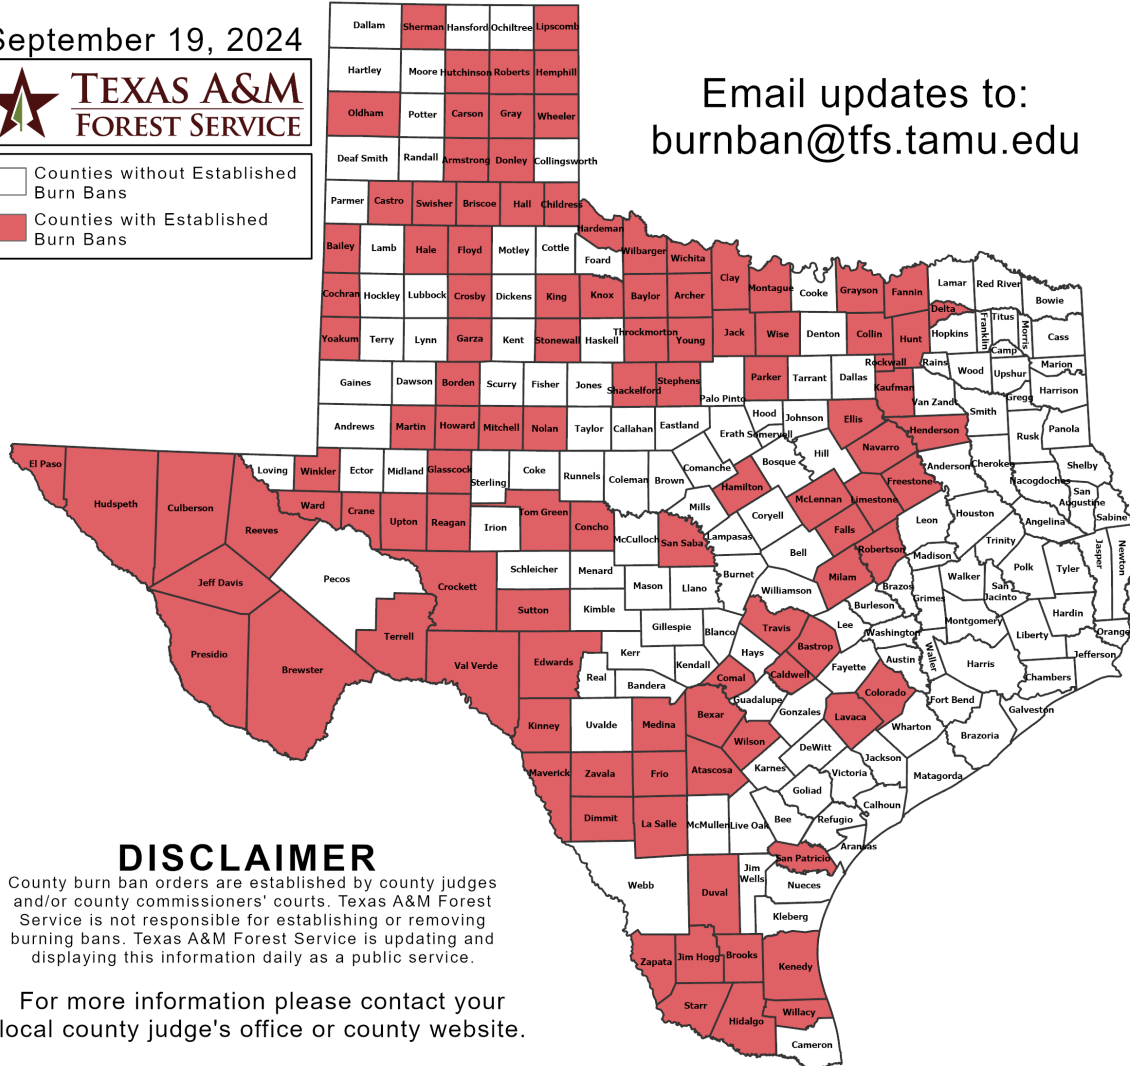 September 19, 2024
TEXAS A&M
FOREST SERVICE
Counties without Established
Burn Bans
Counties with Established
Burn Bans
Email updates to:
burnban@tfs.tamu.edu
Dallam
Sherman
Hansford
Ochiltree
Lipscomb
Hartley
Moore
Hutchinson
Roberts
Hemphill
Oldham
Potter
Carson
Gray
Wheeler
Deaf Smith
Randall
Armstrong
Donley
Collingsworth
Parmer
Castro
Swisher
Briscoe
Hall
Childress
Hardeman
Bailey
Lamb
Hale
Floyd
Motley
Cottle
Foard
Wilbarger
Wichita
Clay
Montague
Cooke
Grayson
Fannin
Lamar
Red River
Bowie
Cochran
Hockley
Lubbock
Crosby
Dickens
King
Knox
Baylor
Archer
Delta
Yoakum
Terry
Lynn
Garza
Kent
Stonewall
Haskell
Throckmorton
Young
Jack
Wise
Denton
Collin
Hunt
Hopkins
Franklin
Titus
Morris
Camp
Cass
Gaines
Dawson
Borden
Scurry
Fisher
Jones
Shackelford
Stephens
Palo Pinto
Parker
Tarrant
Dallas
Rockwall
Kaufman
Rains
Wood
Upshur
Marion
Harrison
Van Zandt
Gregg
Smith
Andrews
Martin
Howard
Mitchell
Nolan
Taylor
Callahan
Eastland
Erath
Hood
Somervell
Johnson
Ellis
Henderson
Rusk
Panola
El Paso
Hudspeth
Culberson
Reeves
Loving
Winkler
Ector
Midland
Glasscock
Sterling
Coke
Runnels
Coleman
Brown
Comanche
Bosque
Hill
Navarro
Anderson
Cherokee
Nacogdoches
Shelby
San
Augustine
Sabine
Ward
Crane
Upton
Reagan
Irion
Tom Green
Concho
McCulloch
San Saba
Mills
Hamilton
Lampasas
Coryell
McLennan
Limestone
Freestone
Falls
Leon
Houston
Angelina
Trinity
Jasper
Newton
Jeff Davis
Pecos
Crockett
Schleicher
Menard
Mason
Llano
Burnet
Bell
Williamson
Milam
Robertson
Madison
Brazos
Grimes
Walker
San
Jacinto
Polk
Tyler
Presidio
Brewster
Terrell
Sutton
Kimble
Gillespie
Blanco
Travis
Hays
Bastrop
Lee
Burleson
Washington
Montgomery
Liberty
Hardin
Orange
Jefferson
Val Verde
Edwards
Kerr
Kendall
Real
Bandera
Comal
Caldwell
Fayette
Austin
Waller
Harris
Chambers
Guadalupe
Gonzales
Colorado
Fort Bend
Galveston
Kinney
Uvalde
Medina
Bexar
Wilson
Lavaca
Wharton
Brazoria
DeWitt
Jackson
Matagorda
Maverick
Zavala
Frio
Atascosa
Karnes
Victoria
Goliad
Calhoun
Dimmit
La Salle
McMullen
Live Oak
Bee
Refugio
Aransas
San Patricio
Webb
Duval
Jim
Wells
Nueces
Kleberg
Zapata
Jim Hogg
Brooks
Kenedy
Starr
Hidalgo
Willacy
Cameron
DISCLAIMER
County burn ban orders are established by county judges
and/or county commissioners' courts. Texas A&M Forest
Service is not responsible for establishing or removing
burning bans. Texas A&M Forest Service is updating and
displaying this information daily as a public service.
For more information please contact your
local county judge's office or county website.